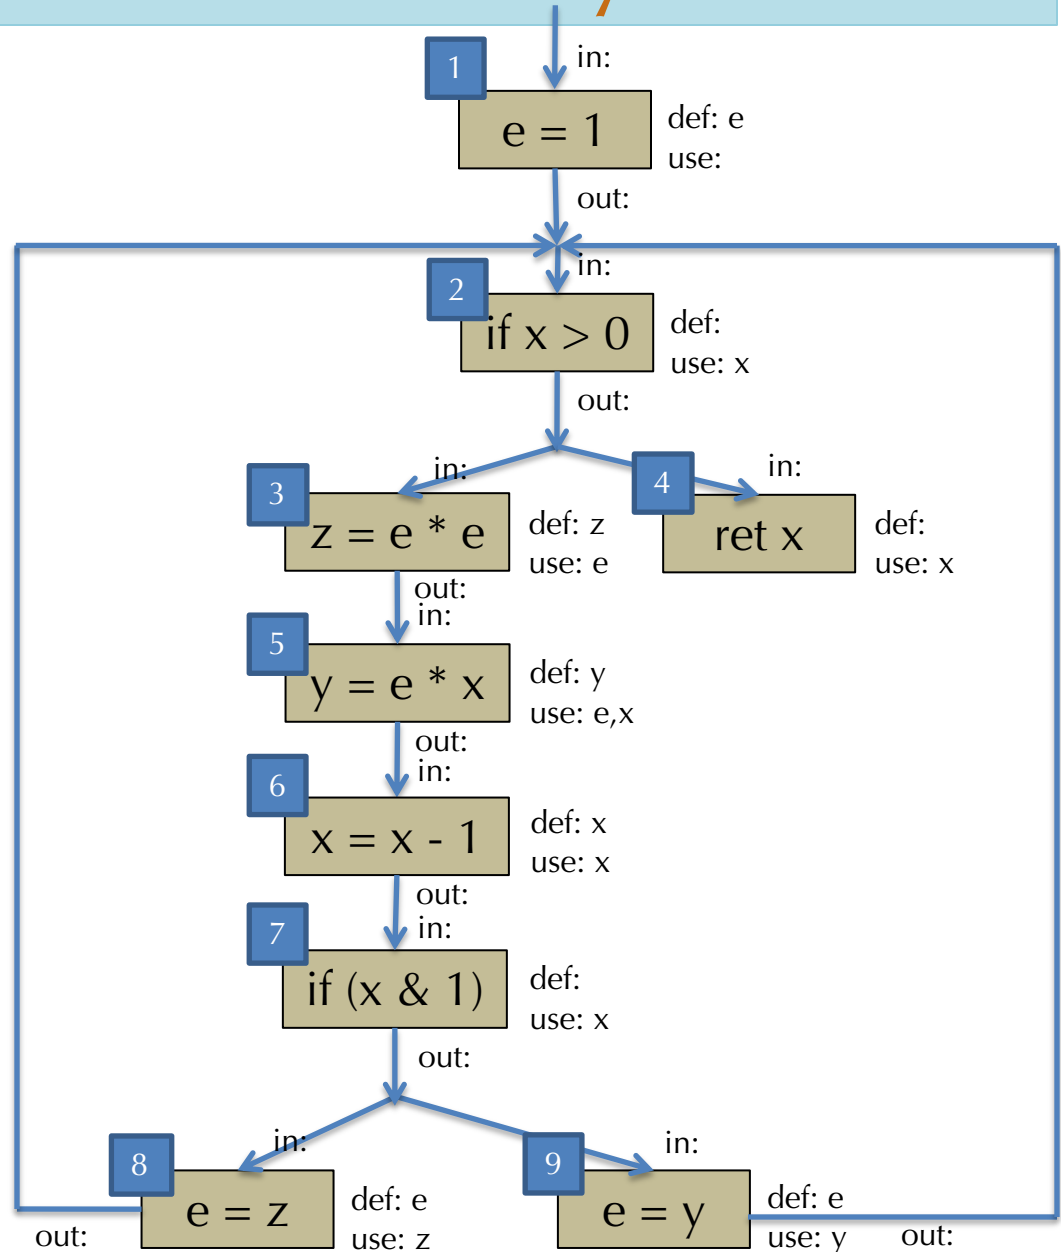 in:
1
e = 1
def: e
use:
out:
in:
2
if x > 0
def:
use: x
out:
in:
3
z = e * e
def: z
use: e
out:
in:
4
ret x
def:
use: x
in:
5
y = e * x
def: y
use: e,x
out:
in:
6
x = x - 1
def: x
use: x
out:
in:
7
if (x & 1)
def:
use: x
out:
in:
8
e = z
def: e
use: z
out:
in:
9
e = y
def: e
use: y
out: